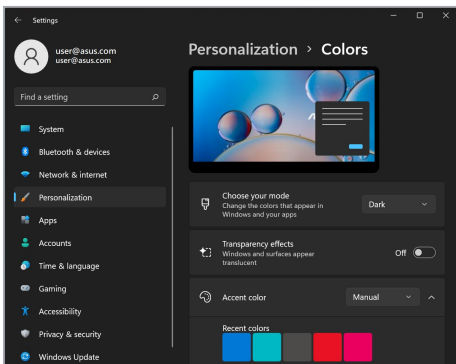 Settings
user@asus.com
user@asus.com
Find a setting
System
Bluetooth & devices
Network & internet
Personalization
Apps
Accounts
Time & language
Gaming
Accessibility
Privacy & security
Windows Update
Personalization > Colors
Choose your mode
Change the colors that appear in
Windows and your apps
Dark
Transparency effects
Windows and surfaces appear
translucent
Off
Accent color
Manual
Recent colors